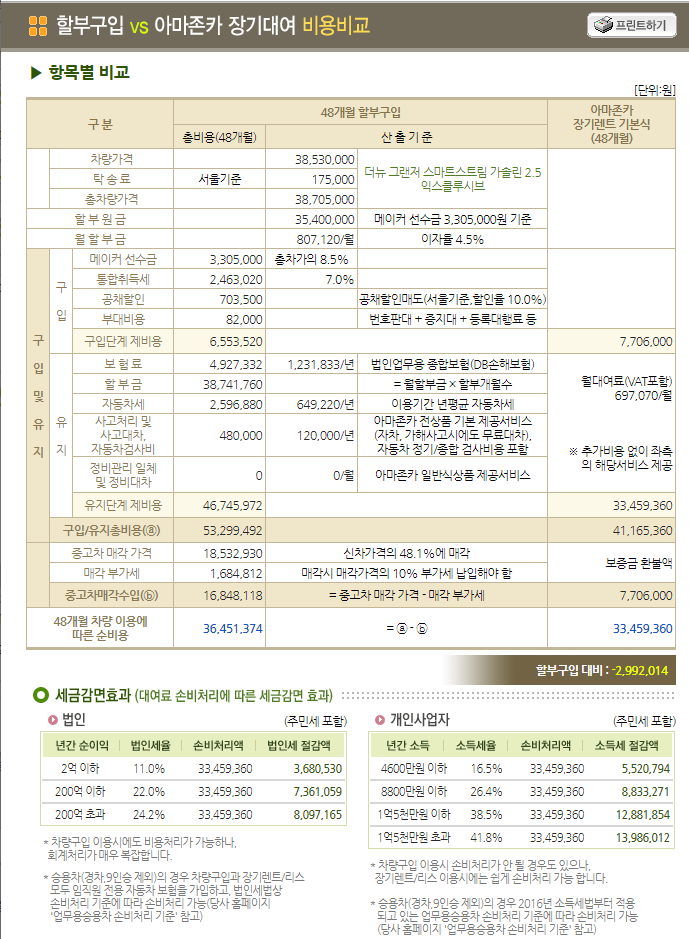 할부구입 VS 아마존카 장기대여 비용비교
프린트하기
▶ 항목별 비교
[단위:원]
구 분
48개월 할부구입
아마존카
장기렌트 기본식
(48개월)
총비용(48개월)
산 출 기 준
차량가격
38,530,000
더뉴 그랜저 스마트스트림 가솔린 2.5
익스클루시브
탁 송 료
서울기준
175,000
총차량가격
38,705,000
할 부 원 금
35,400,000
메이커 선수금 3,305,000원 기준
월 할 부 금
807,120/월
이자율 4.5%
구 입 및 유 지
구 입
메이커 선수금
3,305,000
총차가의 8.5%
통합취득세
2,463,020
7.0%
공채할인
703,500
공채할인매도(서울기준,할인율 10.0%)
부대비용
82,000
번호판대 + 증지대 + 등록대행료 등
구입단계 제비용
6,553,520
7,706,000
유 지
보 험 료
4,927,332
1,231,833/년
법인업무용 종합보험(DB손해보험)
할 부 금
38,741,760
= 월할부금 × 할부개월수
자동차세
2,596,880
649,220/년
이용기간 년평균 자동차세
사고처리 및
사고대차,
자동차검사비
480,000
120,000/년
아마존카 전상품 기본 제공서비스
(자차, 가해사고시에도 무료대차),
자동차 정기/종합 검사비용 포함
정비관리 일체
및 정비대차
0
0/월
아마존카 일반식상품 제공서비스
월대여료(VAT포함)
697,070/월
※ 추가비용 없이 좌측
의 해당서비스 제공
유지단계 제비용
46,745,972
33,459,360
구입/유지총비용(ⓐ)
53,299,492
41,165,360
중고차 매각 가격
18,532,930
신차가격의 48.1%에 매각
보증금 환불액
매각 부가세
1,684,812
매각시 매각가격의 10% 부가세 납입해야 함
중고차매각수입(ⓑ)
16,848,118
= 중고차 매각 가격 - 매각 부가세
7,706,000
48개월 차량 이용에
따른 순비용
36,451,374
= ⓐ - ⓑ
33,459,360
할부구입 대비 : -2,992,014
세금감면효과 (대여료 손비처리에 따른 세금감면 효과)
법인
(주민세 포함)
년간 순이익 법인세율 손비처리액 법인세 절감액
2억 이하 11.0% 33,459,360 3,680,530
200억 이하 22.0% 33,459,360 7,361,059
200억 초과 24.2% 33,459,360 8,097,165
* 차량구입 이용시에도 비용처리가 가능하나,
회계처리가 매우 복잡합니다.
* 승용차(경차,9인승 제외)의 경우 차량구입과 장기렌트/리스
모두 임직원 전용 자동차 보험을 가입하고, 법인세법상
손비처리 기준에 따라 손비처리 가능(당사 홈페이지
'업무용승용차 손비처리 기준' 참고)
개인사업자
(주민세 포함)
년간 소득 소득세율 손비처리액 소득세 절감액
4600만원 이하 16.5% 33,459,360 5,520,794
8800만원 이하 26.4% 33,459,360 8,833,271
1억5천만원 이하 38.5% 33,459,360 12,881,854
1억5천만원 초과 41.8% 33,459,360 13,986,012
* 차량구입 이용시 손비처리가 안 될 경우도 있으나,
장기렌트/리스 이용시에는 쉽게 손비처리 가능 합니다.
* 승용차(경차,9인승 제외)의 경우 2016년 소득세법부터 적용
되고 있는 업무용승용차 손비처리 기준에 따라 손비처리 가능
(당사 홈페이지 '업무용승용차 손비처리 기준' 참고)